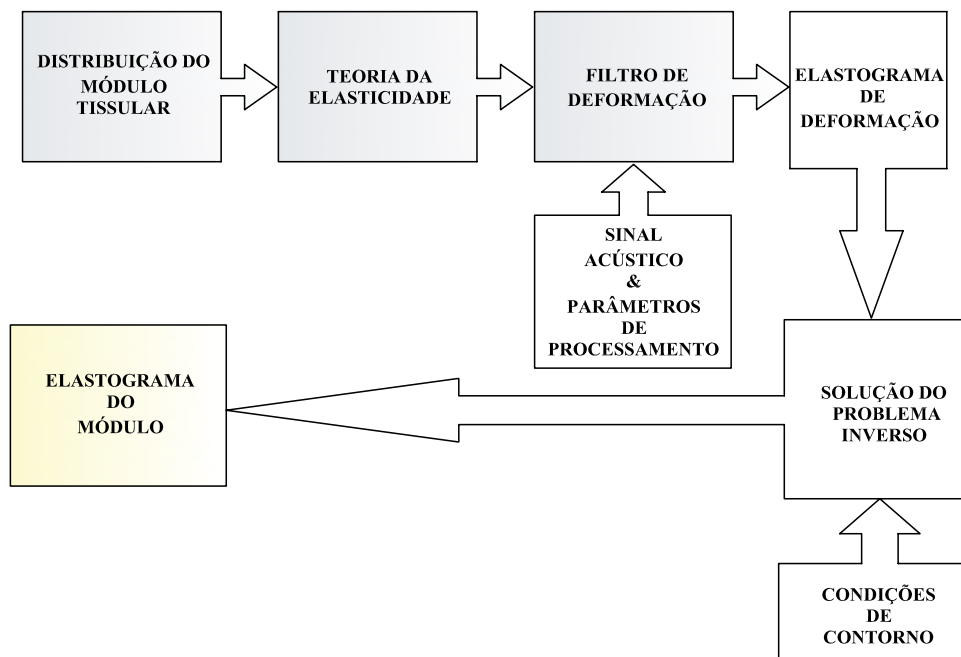 DISTRIBUIÇÃO DO
MÓDULO
TISSULAR
TEORIA DA
ELASTICIDADE
FILTRO DE
DEFORMAÇÃO
ELASTOGRAMA
DE
DEFORMAÇÃO
SINAL
ACÚSTICO
&
PARÂMETROS
DE
PROCESSAMENTO
ELASTOGRAMA
DO
MÓDULO
SOLUÇÃO DO
PROBLEMA
INVERSO
CONDIÇÕES
DE
CONTORNO